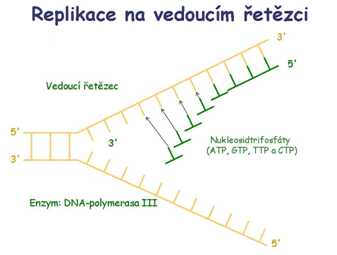 Replikace na vedoucím řetězci
3'
5'
Vedoucí řetězec
5'
3'
3'
Nukleosidtrifosfáty
(ATP, GTP, TTP a CTP)
Enzym: DNA-polymerasa III
5'